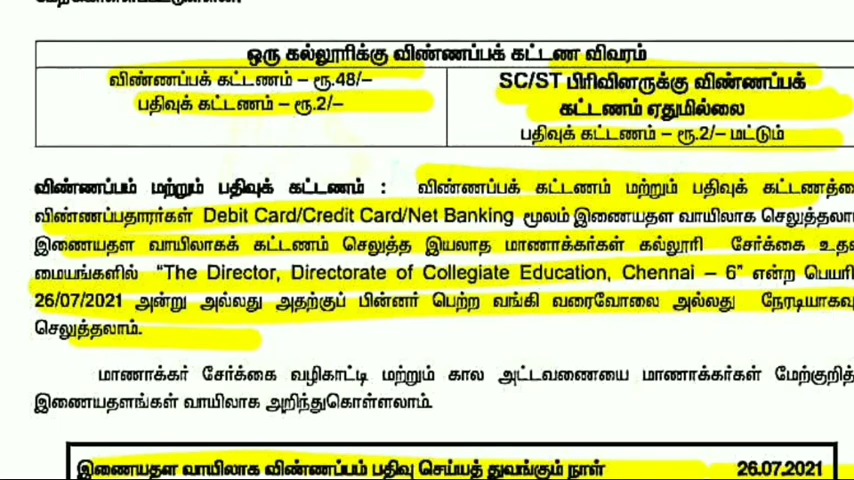 ஒரு கல்லூரிக்கு விண்ணப்பக் கட்டண விவரம்
விண்ணப்பக் கட்டணம் – ரூ.48/–
பதிவுக் கட்டணம் – ரூ.2/–
SC/ST பிரிவினருக்கு விண்ணப்பக்
கட்டணம் ஏதுமில்லை
பதிவுக் கட்டணம் – ரூ.2/– மட்டும்
விண்ணப்பம் மற்றும் பதிவுக் கட்டணம் : விண்ணப்பக் கட்டணம் மற்றும் பதிவுக் கட்டணத்தை
விண்ணப்பதாரர்கள் Debit Card/Credit Card/Net Banking மூலம் இணையதள வாயிலாக செலுத்தலா
இணையதள வாயிலாகக் கட்டணம் செலுத்த இயலாத மாணாக்கர்கள் கல்லூரி சேர்க்கை உத
மையங்களில் “The Director, Directorate of Collegiate Education, Chennai – 6” என்ற பெயரி
26/07/2021 அன்று அல்லது அதற்குப் பின்னர் பெற்ற வங்கி வரைவோலை அல்லது நேரடியாகவு
செலுத்தலாம்.
மாணாக்கர் சேர்க்கை வழிகாட்டி மற்றும் கால அட்டவணையை மாணாக்கர்கள் மேற்குறித்
இணையதளங்கள் வாயிலாக அறிந்துகொள்ளலாம்.
இணையதள வாயிலாக விண்ணப்பம் பதிவு செய்யத் துவங்கும் நாள் 26.07.2021